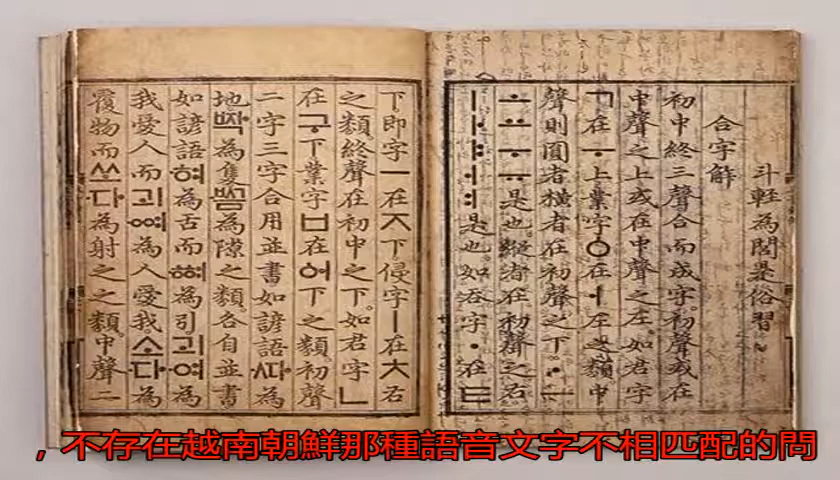 斗輕為閭是俗習
合字解
初中終三聲合而成字。初聲或在
中聲之上或在中聲之左。如君字
ㄱ在ㅜ上業字ㆁ在ㅓ左之類中
聲則圓者橫者在初聲之下。ㆍㅡ
ㅗㅛㅜㅠ是也。縱者在初聲之右。
ㅣㅏㅑㅓㅕ是也。如呑字ㆍ在ㅌ
下即字ㅡ在ㅈ下侵字ㅣ在ㅊ右
之類終聲在初中之下。如君字ㄴ
在구下業字ㅂ在ᅌᅥ下之類初聲
二字三字合用並書如諺語ᄯᅡ為
地ᄧᅡᆨ為隻ᄢᅳᆷ為隙之類。各自並書
如諺語혀為舌而ᅘᅧ為引괴여為
我愛人而괴ᅇᅧ為人愛我소다為
覆物而쏘다為射之之類。中聲二
，不存在越南朝鮮那種語音文字不相匹配的問